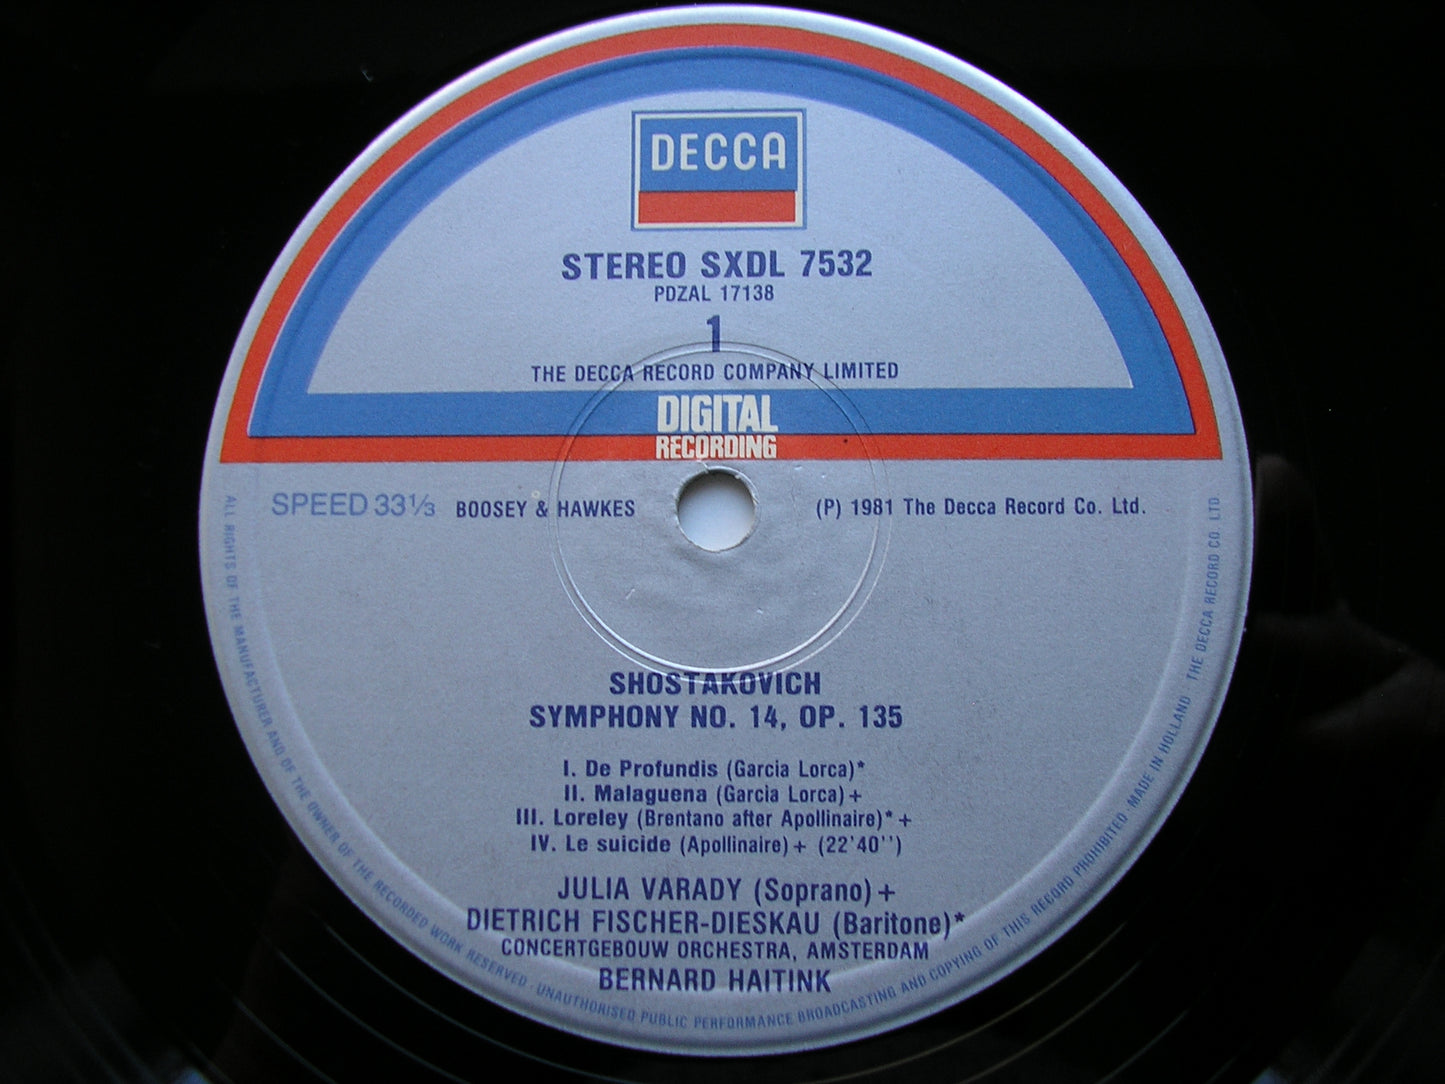 DECCA
STEREO SXDL 7532
PDZAL 17138
1
THE DECCA RECORD COMPANY LIMITED
DIGITAL
RECORDING
SPEED 33⅓ BOOSEY & HAWKES (P) 1981 The Decca Record Co. Ltd.
SHOSTAKOVICH
SYMPHONY NO. 14, OP. 135
I. De Profundis (Garcia Lorca)*
II. Malaguena (Garcia Lorca)+
III. Loreley (Brentano after Apollinaire)*+
IV. Le suicide (Apollinaire)+ (22'40'')
JULIA VARADY (Soprano)+
DIETRICH FISCHER-DIESKAU (Baritone)*
CONCERTGEBOUW ORCHESTRA, AMSTERDAM
BERNARD HAITINK
ALL RIGHTS OF THE MANUFACTURER AND OF THE OWNER OF THE RECORDED WORK RESERVED · UNAUTHORISED PUBLIC PERFORMANCE BROADCASTING AND COPYING OF THIS RECORD PROHIBITED · MADE IN HOLLAND THE DECCA RECORD CO LTD